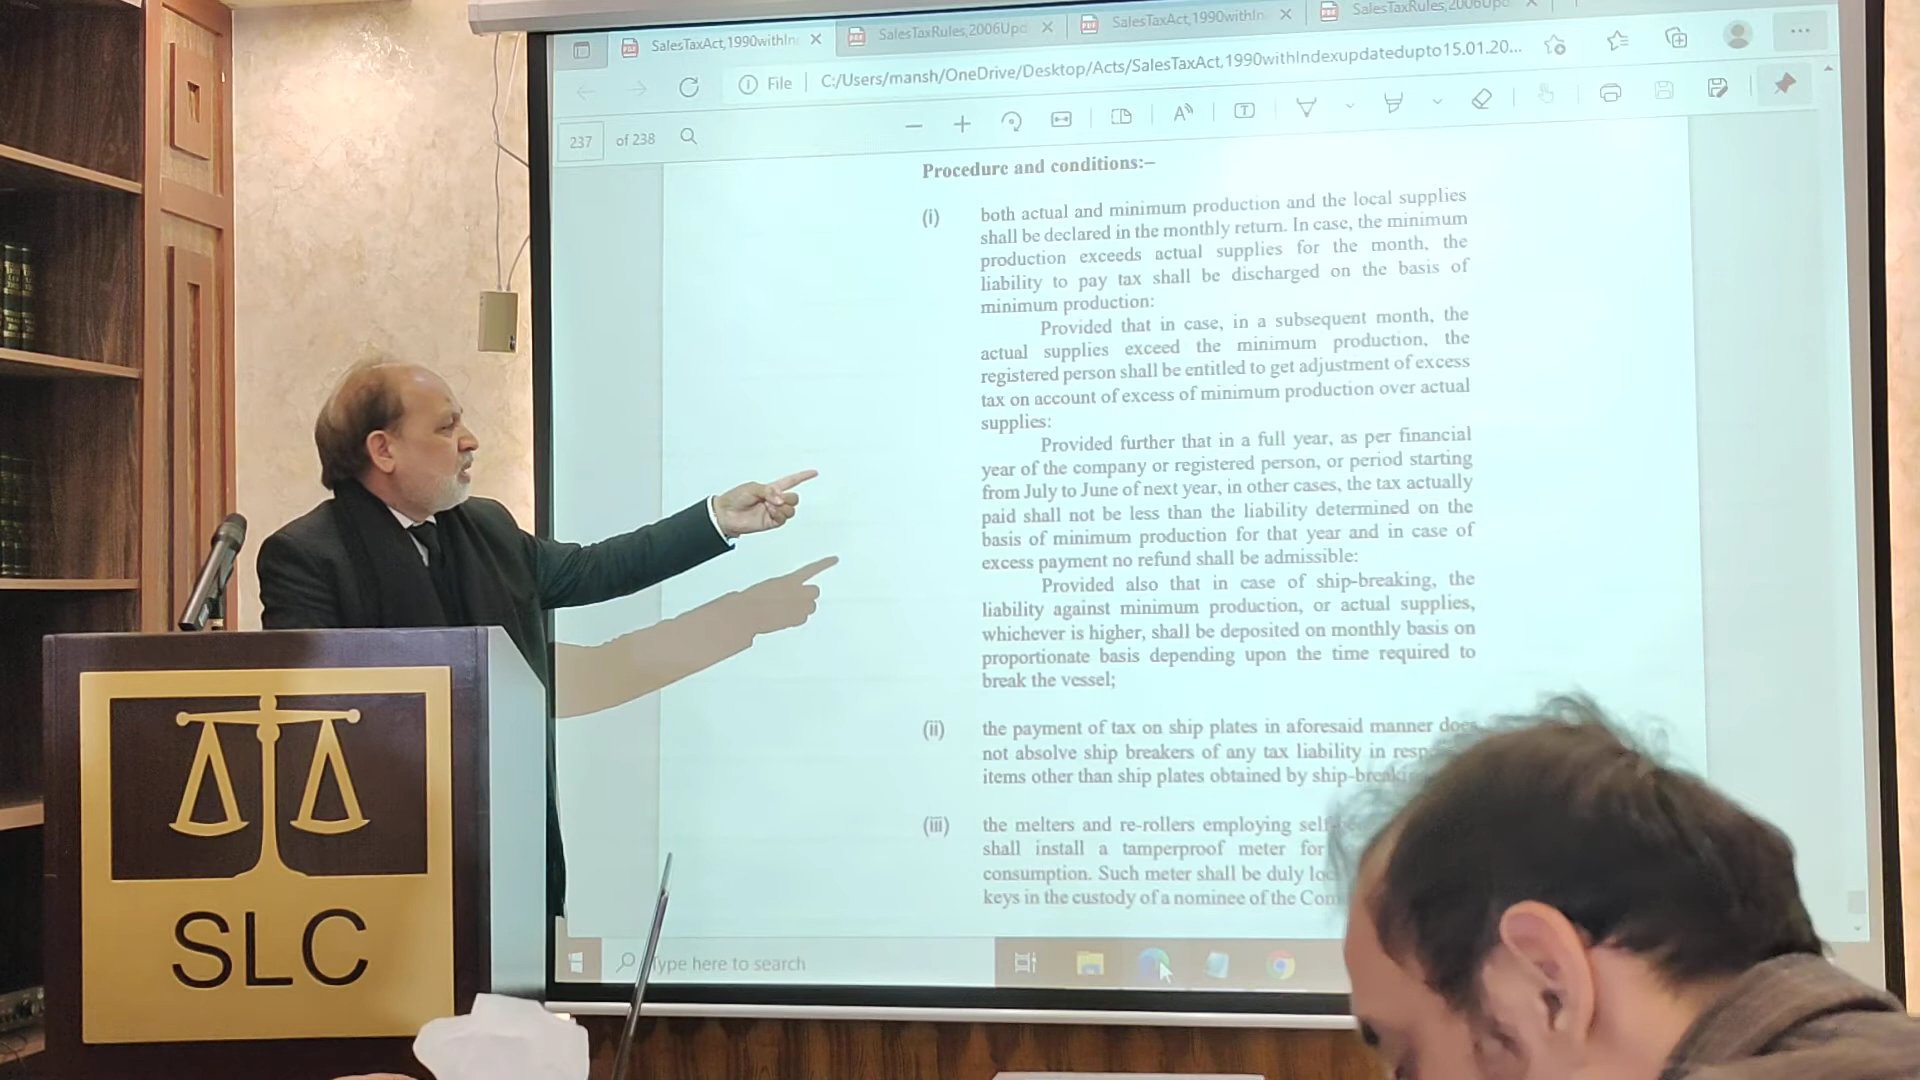 SalesTaxAct,1990withIn
SalesTaxRules,2006Upd
SalesTaxAct,1990withIn
SalesTaxRules,2006Upd
File
C:/Users/mansh/OneDrive/Desktop/Acts/SalesTaxAct,1990withIndexupdatedupto15.01.20...
237 of 238
Procedure and conditions:–
(i) both actual and minimum production and the local supplies
shall be declared in the monthly return. In case, the minimum
production exceeds actual supplies for the month, the
liability to pay tax shall be discharged on the basis of
minimum production:
Provided that in case, in a subsequent month, the
actual supplies exceed the minimum production, the
registered person shall be entitled to get adjustment of excess
tax on account of excess of minimum production over actual
supplies:
Provided further that in a full year, as per financial
year of the company or registered person, or period starting
from July to June of next year, in other cases, the tax actually
paid shall not be less than the liability determined on the
basis of minimum production for that year and in case of
excess payment no refund shall be admissible:
Provided also that in case of ship-breaking, the
liability against minimum production, or actual supplies,
whichever is higher, shall be deposited on monthly basis on
proportionate basis depending upon the time required to
break the vessel;
(ii) the payment of tax on ship plates in aforesaid manner does
not absolve ship breakers of any tax liability in resp
items other than ship plates obtained by ship-break
(iii) the melters and re-rollers employing self
shall install a tamperproof meter for
consumption. Such meter shall be duly loc
keys in the custody of a nominee of the Com
Type here to search
SLC